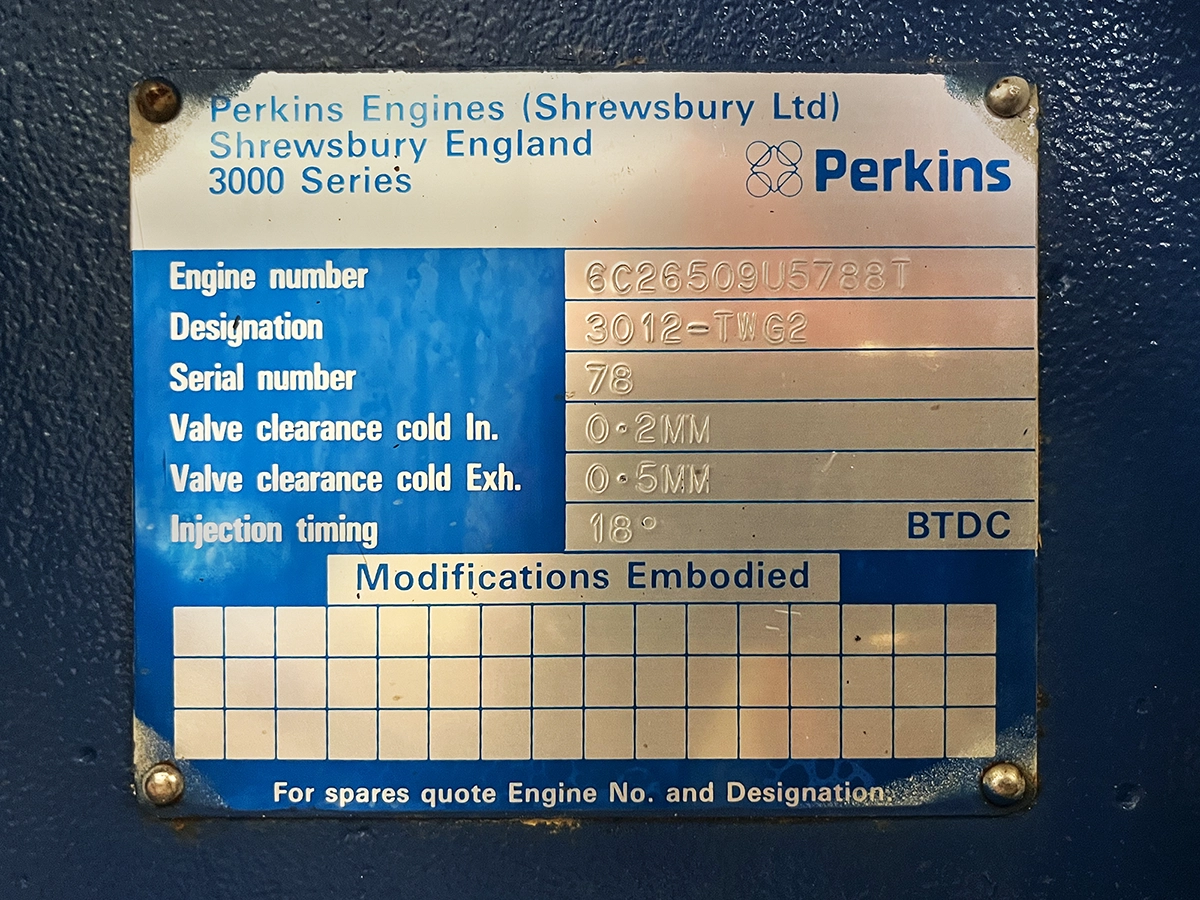 Perkins Engines (Shrewsbury Ltd)
Shrewsbury England
3000 Series
Perkins
Engine number 6C26509U5788T
Designation 3012-TWG2
Serial number 78
Valve clearance cold In. 0·2MM
Valve clearance cold Exh. 0·5MM
Injection timing 18° BTDC
Modifications Embodied
For spares quote Engine No. and Designation.